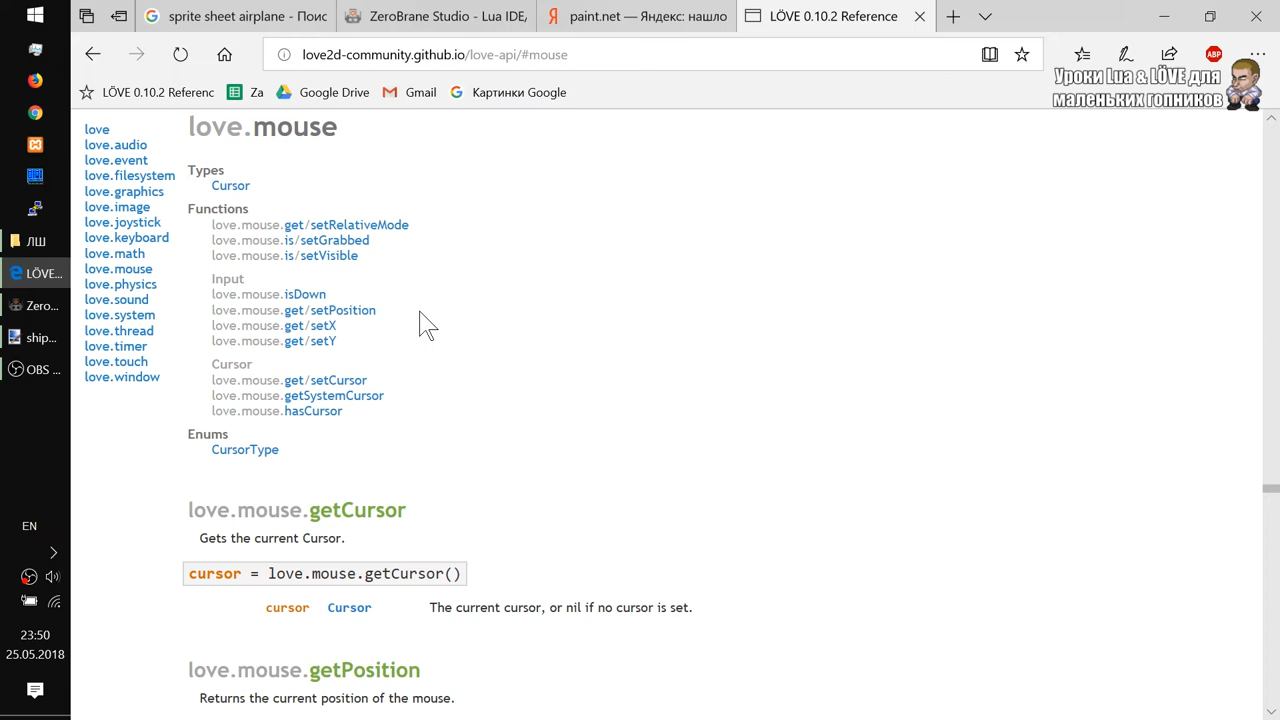 sprite sheet airplane - Поис
ZeroBrane Studio - Lua IDE,
paint.net — Яндекс: нашло
LÖVE 0.10.2 Reference
love2d-community.github.io/love-api/#mouse
ABP
LÖVE 0.10.2 Referenc
Za
Google Drive
Gmail
Картинки Google
Уроки Lua & LÖVE для
маленьких гопников
ЛШ
LÖVE...
Zero...
ship...
OBS ...
EN
23:50
25.05.2018
love
love.audio
love.event
love.filesystem
love.graphics
love.image
love.joystick
love.keyboard
love.math
love.mouse
love.physics
love.sound
love.system
love.thread
love.timer
love.touch
love.window
love.mouse
Types
Cursor
Functions
love.mouse.get/setRelativeMode
love.mouse.is/setGrabbed
love.mouse.is/setVisible
Input
love.mouse.isDown
love.mouse.get/setPosition
love.mouse.get/setX
love.mouse.get/setY
Cursor
love.mouse.get/setCursor
love.mouse.getSystemCursor
love.mouse.hasCursor
Enums
CursorType
love.mouse.getCursor
Gets the current Cursor.
cursor = love.mouse.getCursor()
cursor Cursor The current cursor, or nil if no cursor is set.
love.mouse.getPosition
Returns the current position of the mouse.